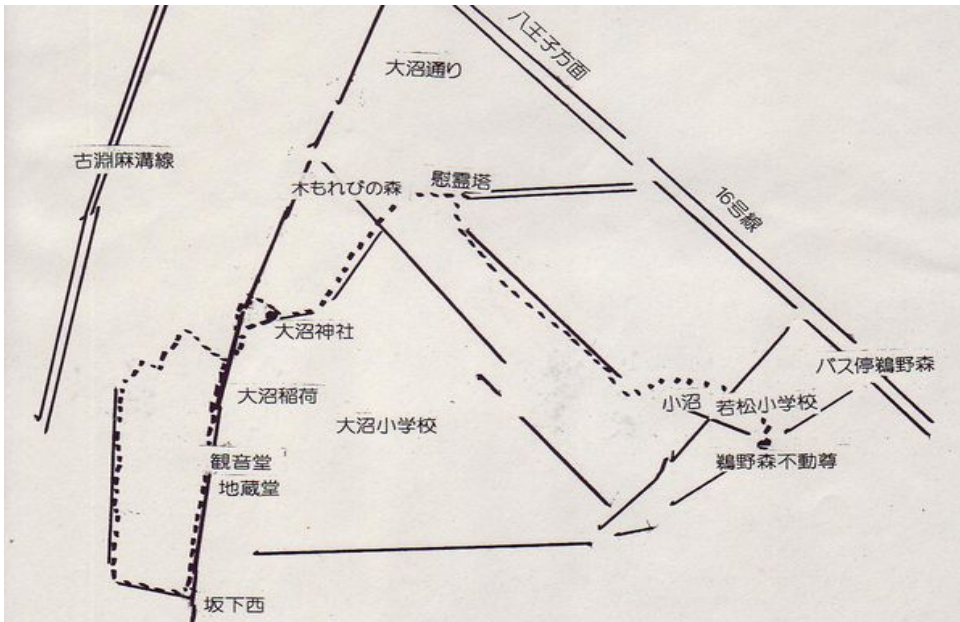 八王子方面
大沼通り
古淵麻溝線
木もれびの森
慰霊塔
16号線
大沼神社
バス停鵜野森
大沼稲荷
小沼
若松小学校
大沼小学校
観音堂
鵜野森不動尊
地蔵堂
坂下西